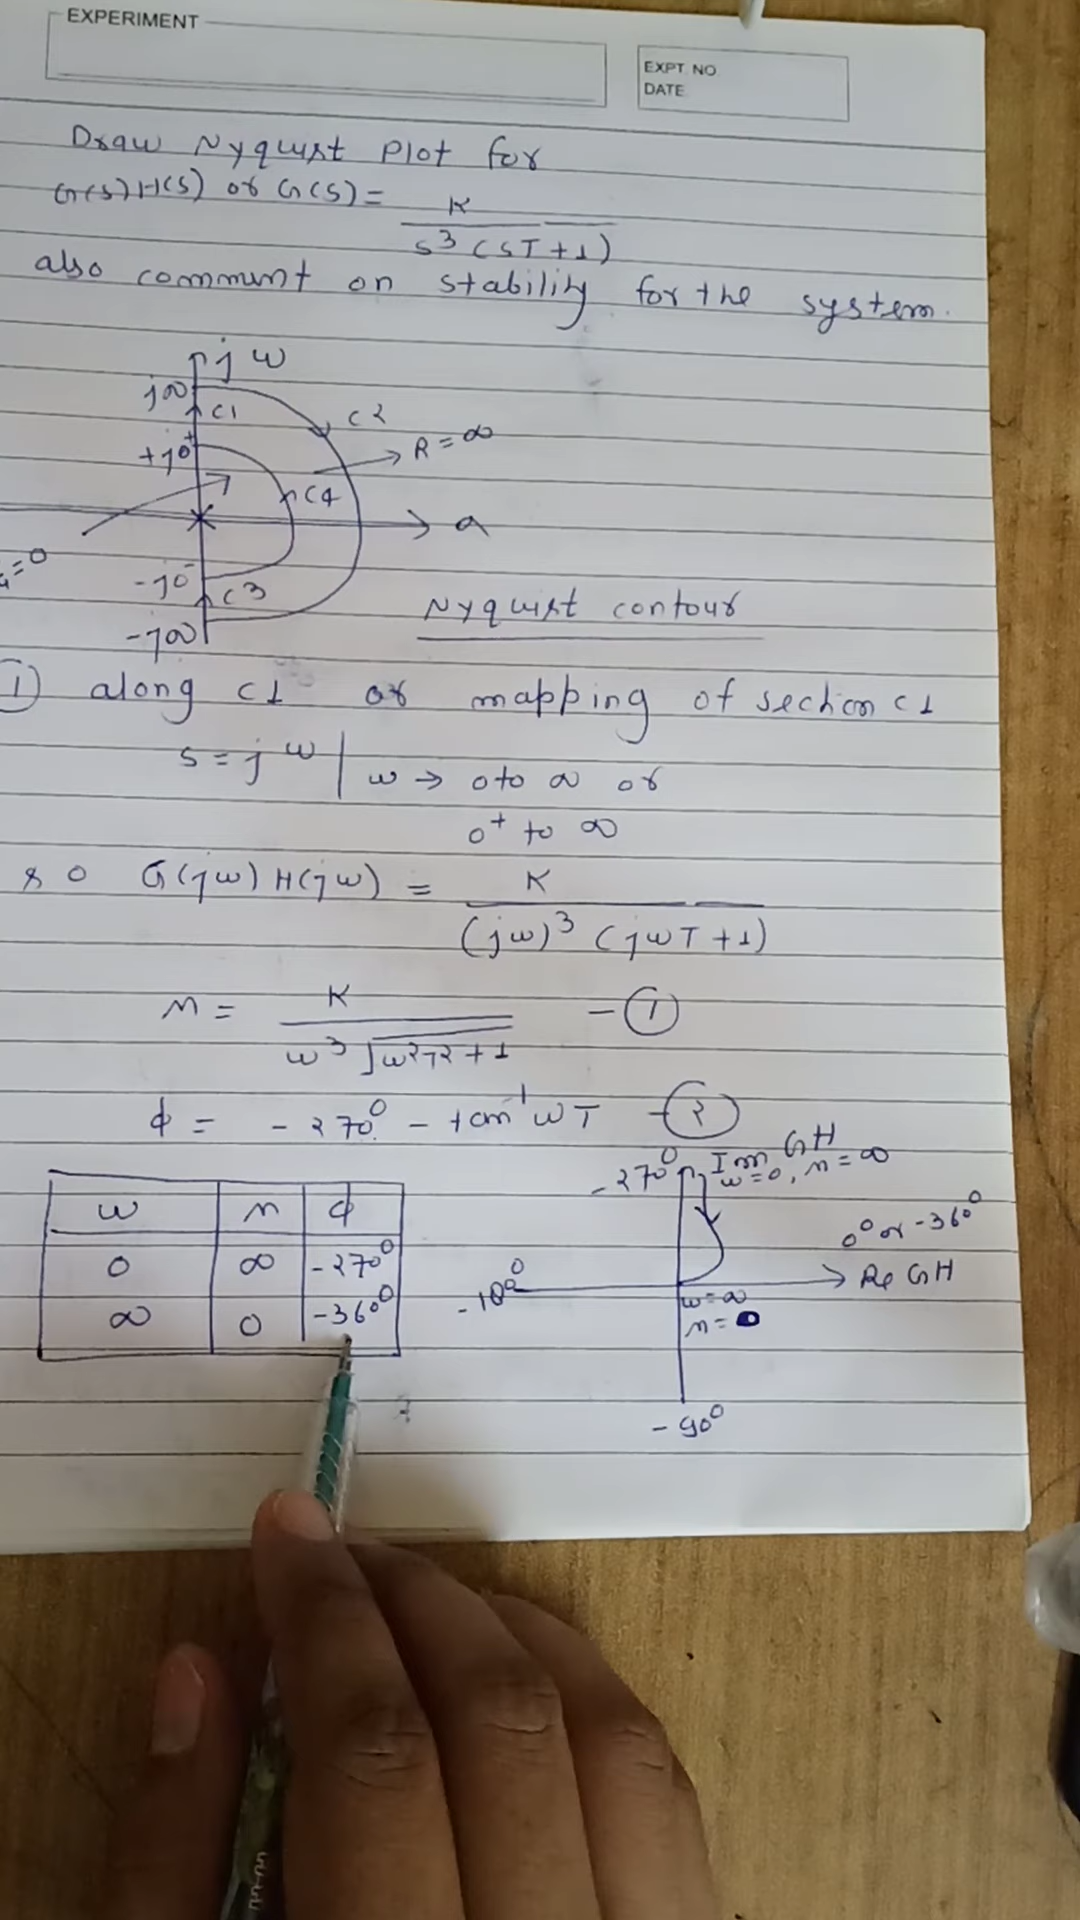 EXPERIMENT
EXPT. NO
DATE
Draw Nyquist Plot for
G(s)H(s) or G(s) = K / s³(sT+1)
also comment on stability for the system.
jω
j∞
C1
C2
+j0⁺
R = ∞
C4
σ
= 0
-j0⁻
C3
-j∞
Nyquist contour
① along C1 or mapping of section C1
s = jω | ω → 0 to ∞ or
0⁺ to ∞
so G(jω) H(jω) = K / (jω)³ (jωT+1)
M = K / ω³ √ω²T²+1 - ①
ϕ = -270° - tan⁻¹ ωT - ②
ω M ϕ
0 ∞ -270°
∞ 0 -360°
-270° Im GH
ω=0, M=∞
0° or -360°
-180°
Re GH
ω=∞
M=0
-90°